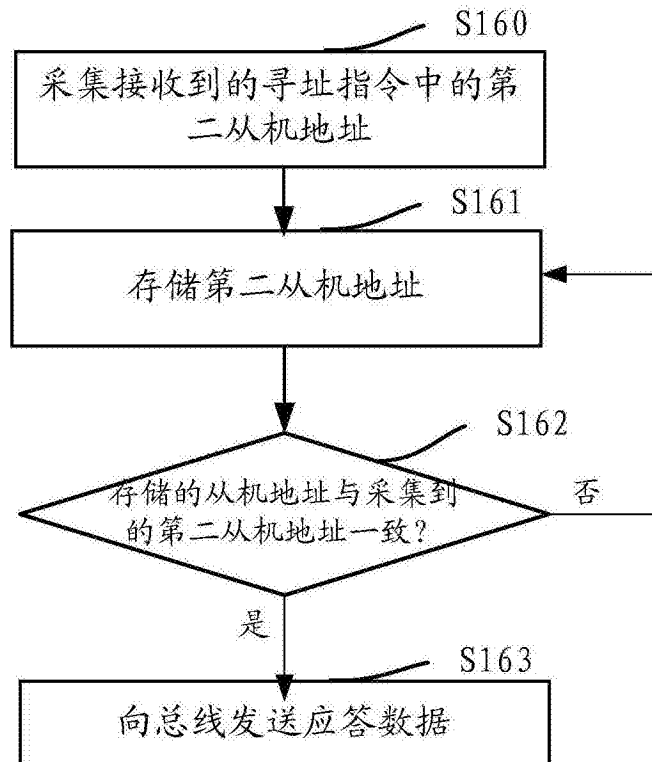 S160
采集接收到的寻址指令中的第
二从机地址
S161
存储第二从机地址
S162
存储的从机地址与采集到
的第二从机地址一致?
否
是
S163
向总线发送应答数据